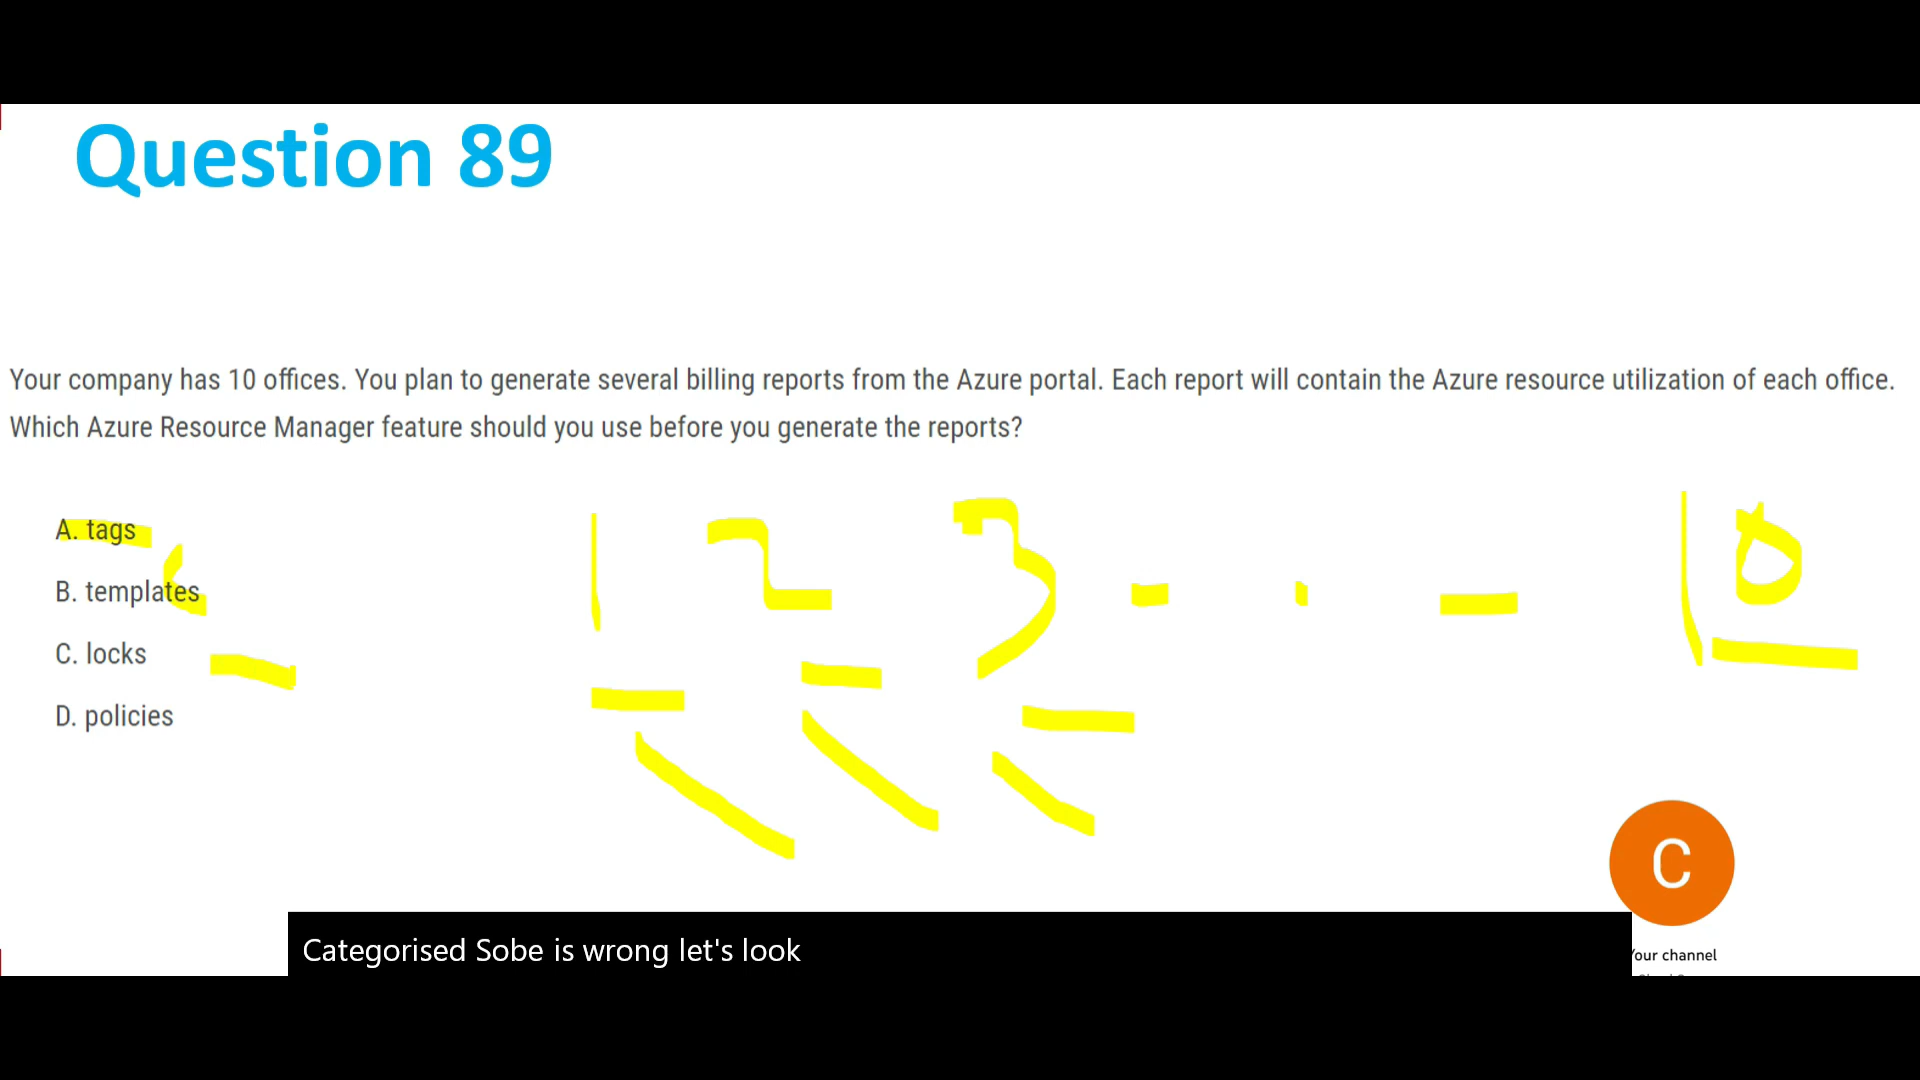 Question 89
Your company has 10 offices. You plan to generate several billing reports from the Azure portal. Each report will contain the Azure resource utilization of each office.
Which Azure Resource Manager feature should you use before you generate the reports?
A. tags
B. templates
C. locks
D. policies
1 2 3 - . - 10
C
Your channel
Categorised Sobe is wrong let's look